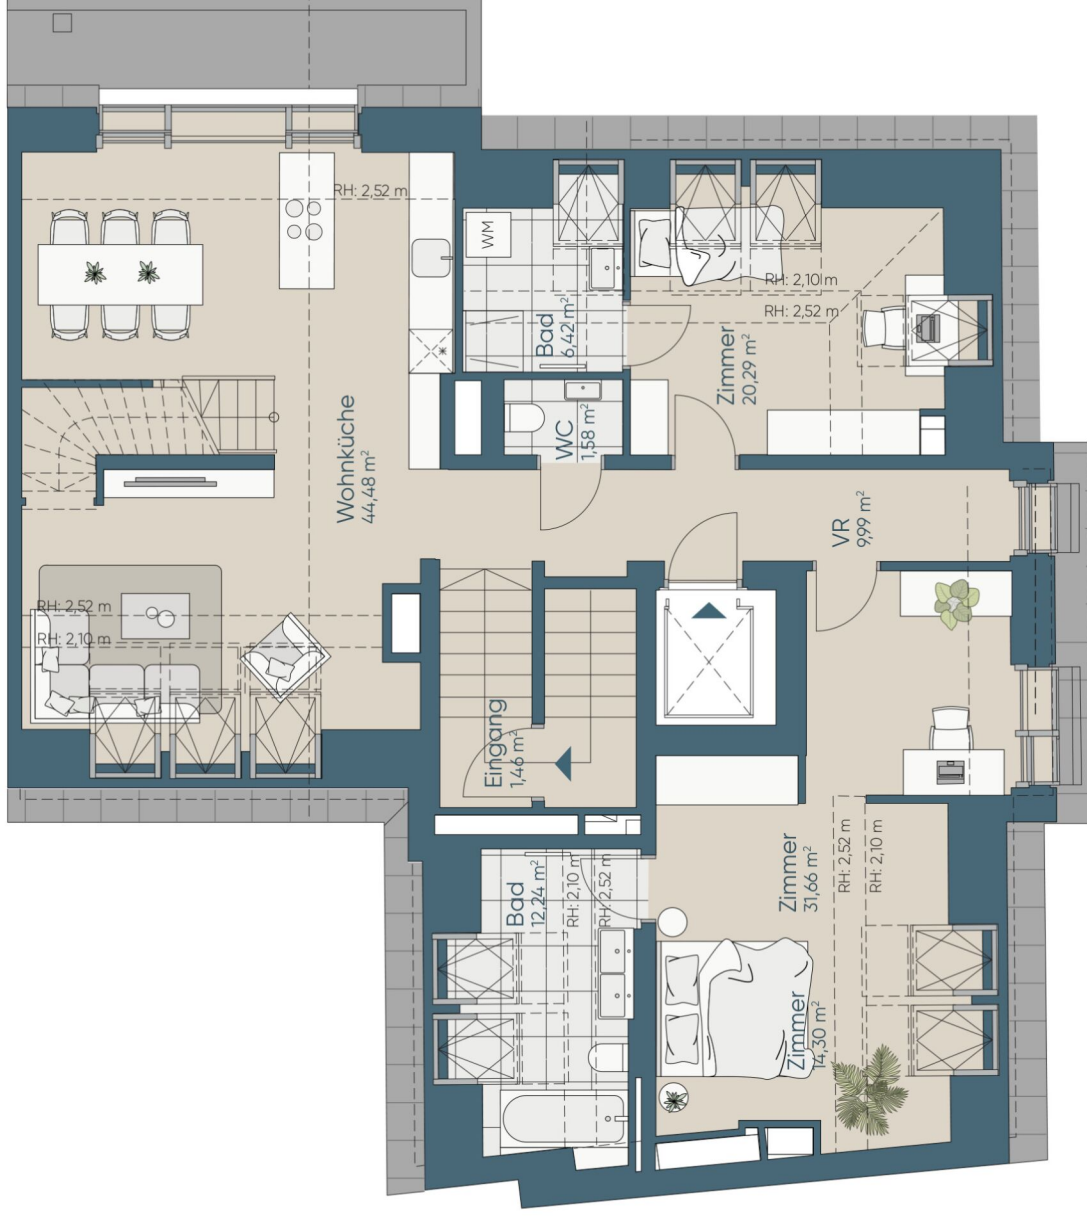 RH: 2,52 m
WM
Bad
6,42 m²
RH: 2,10 m
RH: 2,52 m
Zimmer
20,29 m²
WC
1,58 m²
Wohnküche
44,48 m²
VR
9,99 m²
RH: 2,52 m
RH: 2,10 m
Eingang
1,46 m²
Bad
12,24 m²
RH: 2,10 m
RH: 2,52 m
Zimmer
31,66 m²
RH: 2,52 m
RH: 2,10 m
Zimmer
14,30 m²